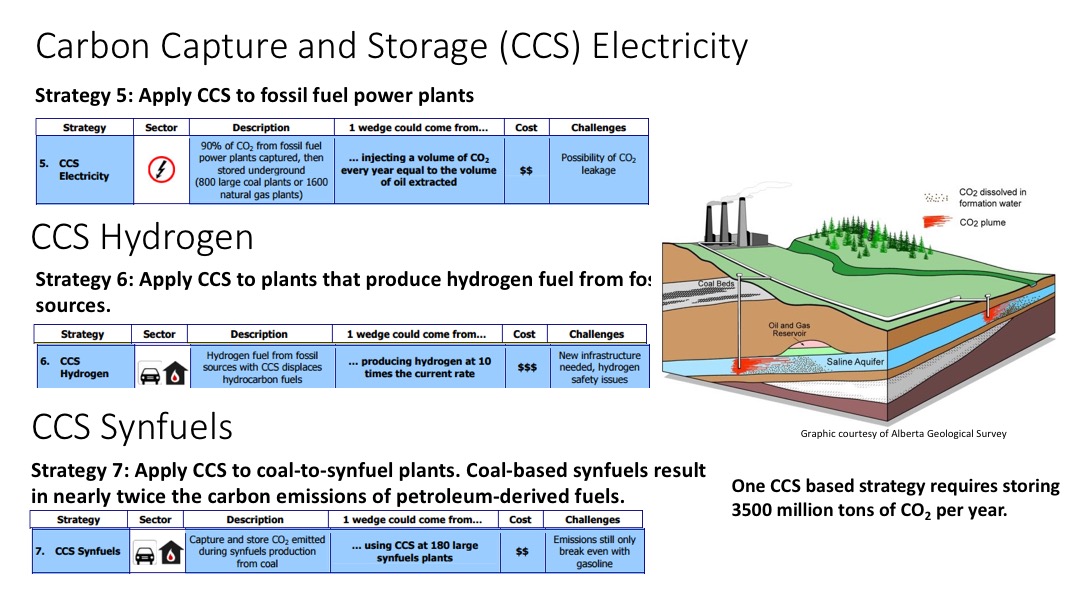 Carbon Capture and Storage (CCS) Electricity
Strategy 5: Apply CCS to fossil fuel power plants
Strategy Sector Description 1 wedge could come from... Cost Challenges
5. CCS Electricity
90% of CO₂ from fossil fuel
power plants captured, then
stored underground
(800 large coal plants or 1600
natural gas plants)
... injecting a volume of CO₂
every year equal to the volume
of oil extracted
$$
Possibility of CO₂
leakage
CCS Hydrogen
Strategy 6: Apply CCS to plants that produce hydrogen fuel from fos
sources.
Strategy Sector Description 1 wedge could come from... Cost Challenges
6. CCS
Hydrogen
Hydrogen fuel from fossil
sources with CCS displaces
hydrocarbon fuels
... producing hydrogen at 10
times the current rate
$$$
New infrastructure
needed, hydrogen
safety issues
CCS Synfuels
Strategy 7: Apply CCS to coal-to-synfuel plants. Coal-based synfuels result
in nearly twice the carbon emissions of petroleum-derived fuels.
Strategy Sector Description 1 wedge could come from... Cost Challenges
7. CCS Synfuels
Capture and store CO₂ emitted
during synfuels production
from coal
... using CCS at 180 large
synfuels plants
$$
Emissions still only
break even with
gasoline
CO₂ dissolved in
formation water
CO₂ plume
Coal Beds
Oil and Gas
Reservoir
Saline Aquifer
Graphic courtesy of Alberta Geological Survey
One CCS based strategy requires storing
3500 million tons of CO₂ per year.